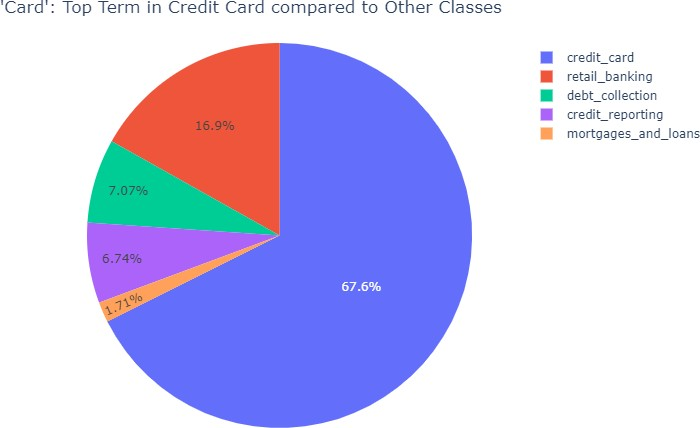 'Card': Top Term in Credit Card compared to Other Classes
credit_card
retail_banking
debt_collection
credit_reporting
mortgages_and_loans
16.9%
7.07%
6.74%
1.71%
67.6%